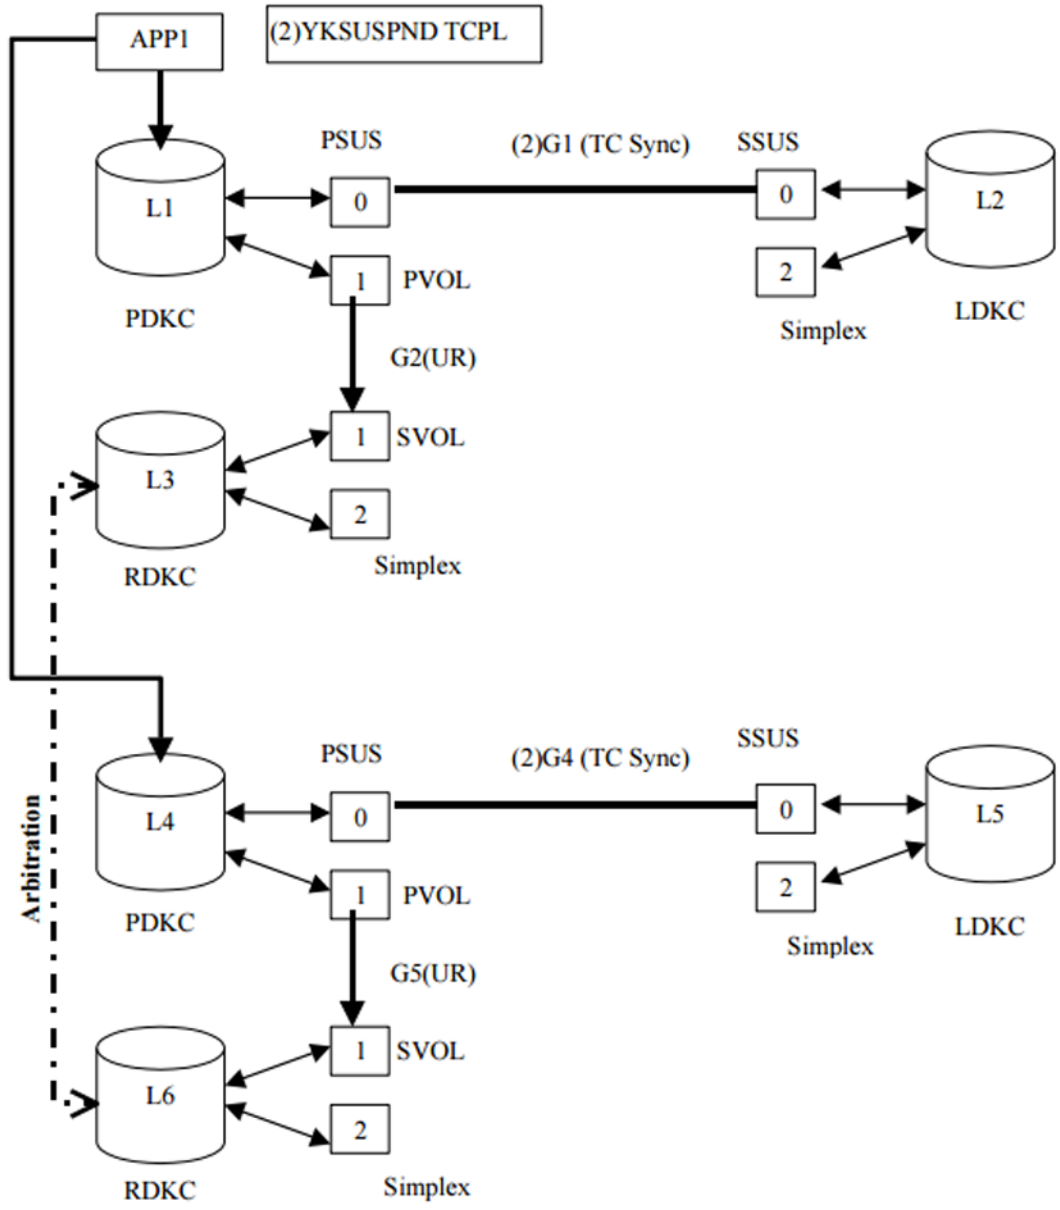 APP1
(2)YKSUSPND TCPL
PSUS
(2)G1 (TC Sync)
SSUS
L1
0
0
L2
1
PVOL
2
PDKC
Simplex
LDKC
G2(UR)
1
SVOL
L3
2
Simplex
RDKC
PSUS
(2)G4 (TC Sync)
SSUS
L4
0
0
L5
1
PVOL
2
Arbitration
PDKC
Simplex
LDKC
G5(UR)
1
SVOL
L6
2
RDKC
Simplex